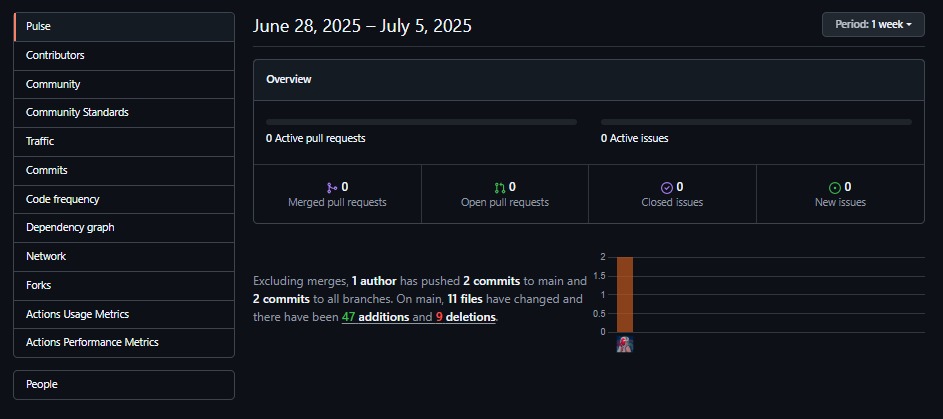 Pulse
Contributors
Community
Community Standards
Traffic
Commits
Code frequency
Dependency graph
Network
Forks
Actions Usage Metrics
Actions Performance Metrics
People
June 28, 2025 – July 5, 2025
Period: 1 week
Overview
0 Active pull requests
0 Active issues
0
Merged pull requests
0
Open pull requests
0
Closed issues
0
New issues
Excluding merges, 1 author has pushed 2 commits to main and
2 commits to all branches. On main, 11 files have changed and
there have been 47 additions and 9 deletions.
2
1.5
1
0.5
0